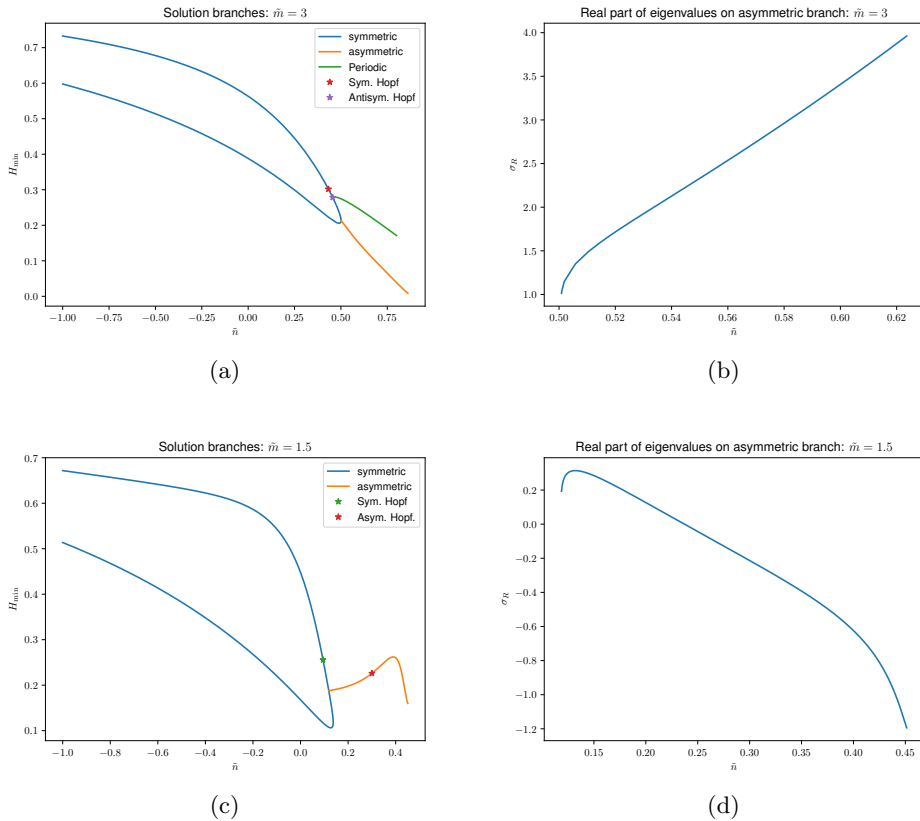 Solution branches: m̃ = 3
symmetric
asymmetric
Periodic
Sym. Hopf
Antisym. Hopf
H_min
0.7
0.6
0.5
0.4
0.3
0.2
0.1
0.0
−1.00 −0.75 −0.50 −0.25 0.00 0.25 0.50 0.75
ñ
(a)
Real part of eigenvalues on asymmetric branch: m̃ = 3
σ_R
4.0
3.5
3.0
2.5
2.0
1.5
1.0
0.50 0.52 0.54 0.56 0.58 0.60 0.62
ñ
(b)
Solution branches: m̃ = 1.5
symmetric
asymmetric
Sym. Hopf
Asym. Hopf.
H_min
0.7
0.6
0.5
0.4
0.3
0.2
0.1
−1.0 −0.8 −0.6 −0.4 −0.2 0.0 0.2 0.4
ñ
(c)
Real part of eigenvalues on asymmetric branch: m̃ = 1.5
σ_R
0.4
0.2
0.0
−0.2
−0.4
−0.6
−0.8
−1.0
−1.2
0.15 0.20 0.25 0.30 0.35 0.40 0.45
ñ
(d)